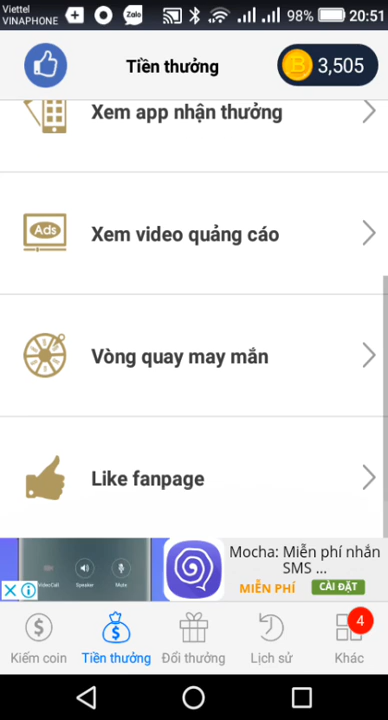 Viettel
VINAPHONE
Zalo
98%
20:51
Tiền thưởng
B
3,505
Xem app nhận thưởng
Ads
Xem video quảng cáo
Vòng quay may mắn
Like fanpage
Video Call
Speaker
Mute
Mocha: Miễn phí nhắn
SMS ...
MIỄN PHÍ
CÀI ĐẶT
Kiếm coin
Tiền thưởng
Đổi thưởng
Lịch sử
4
Khác